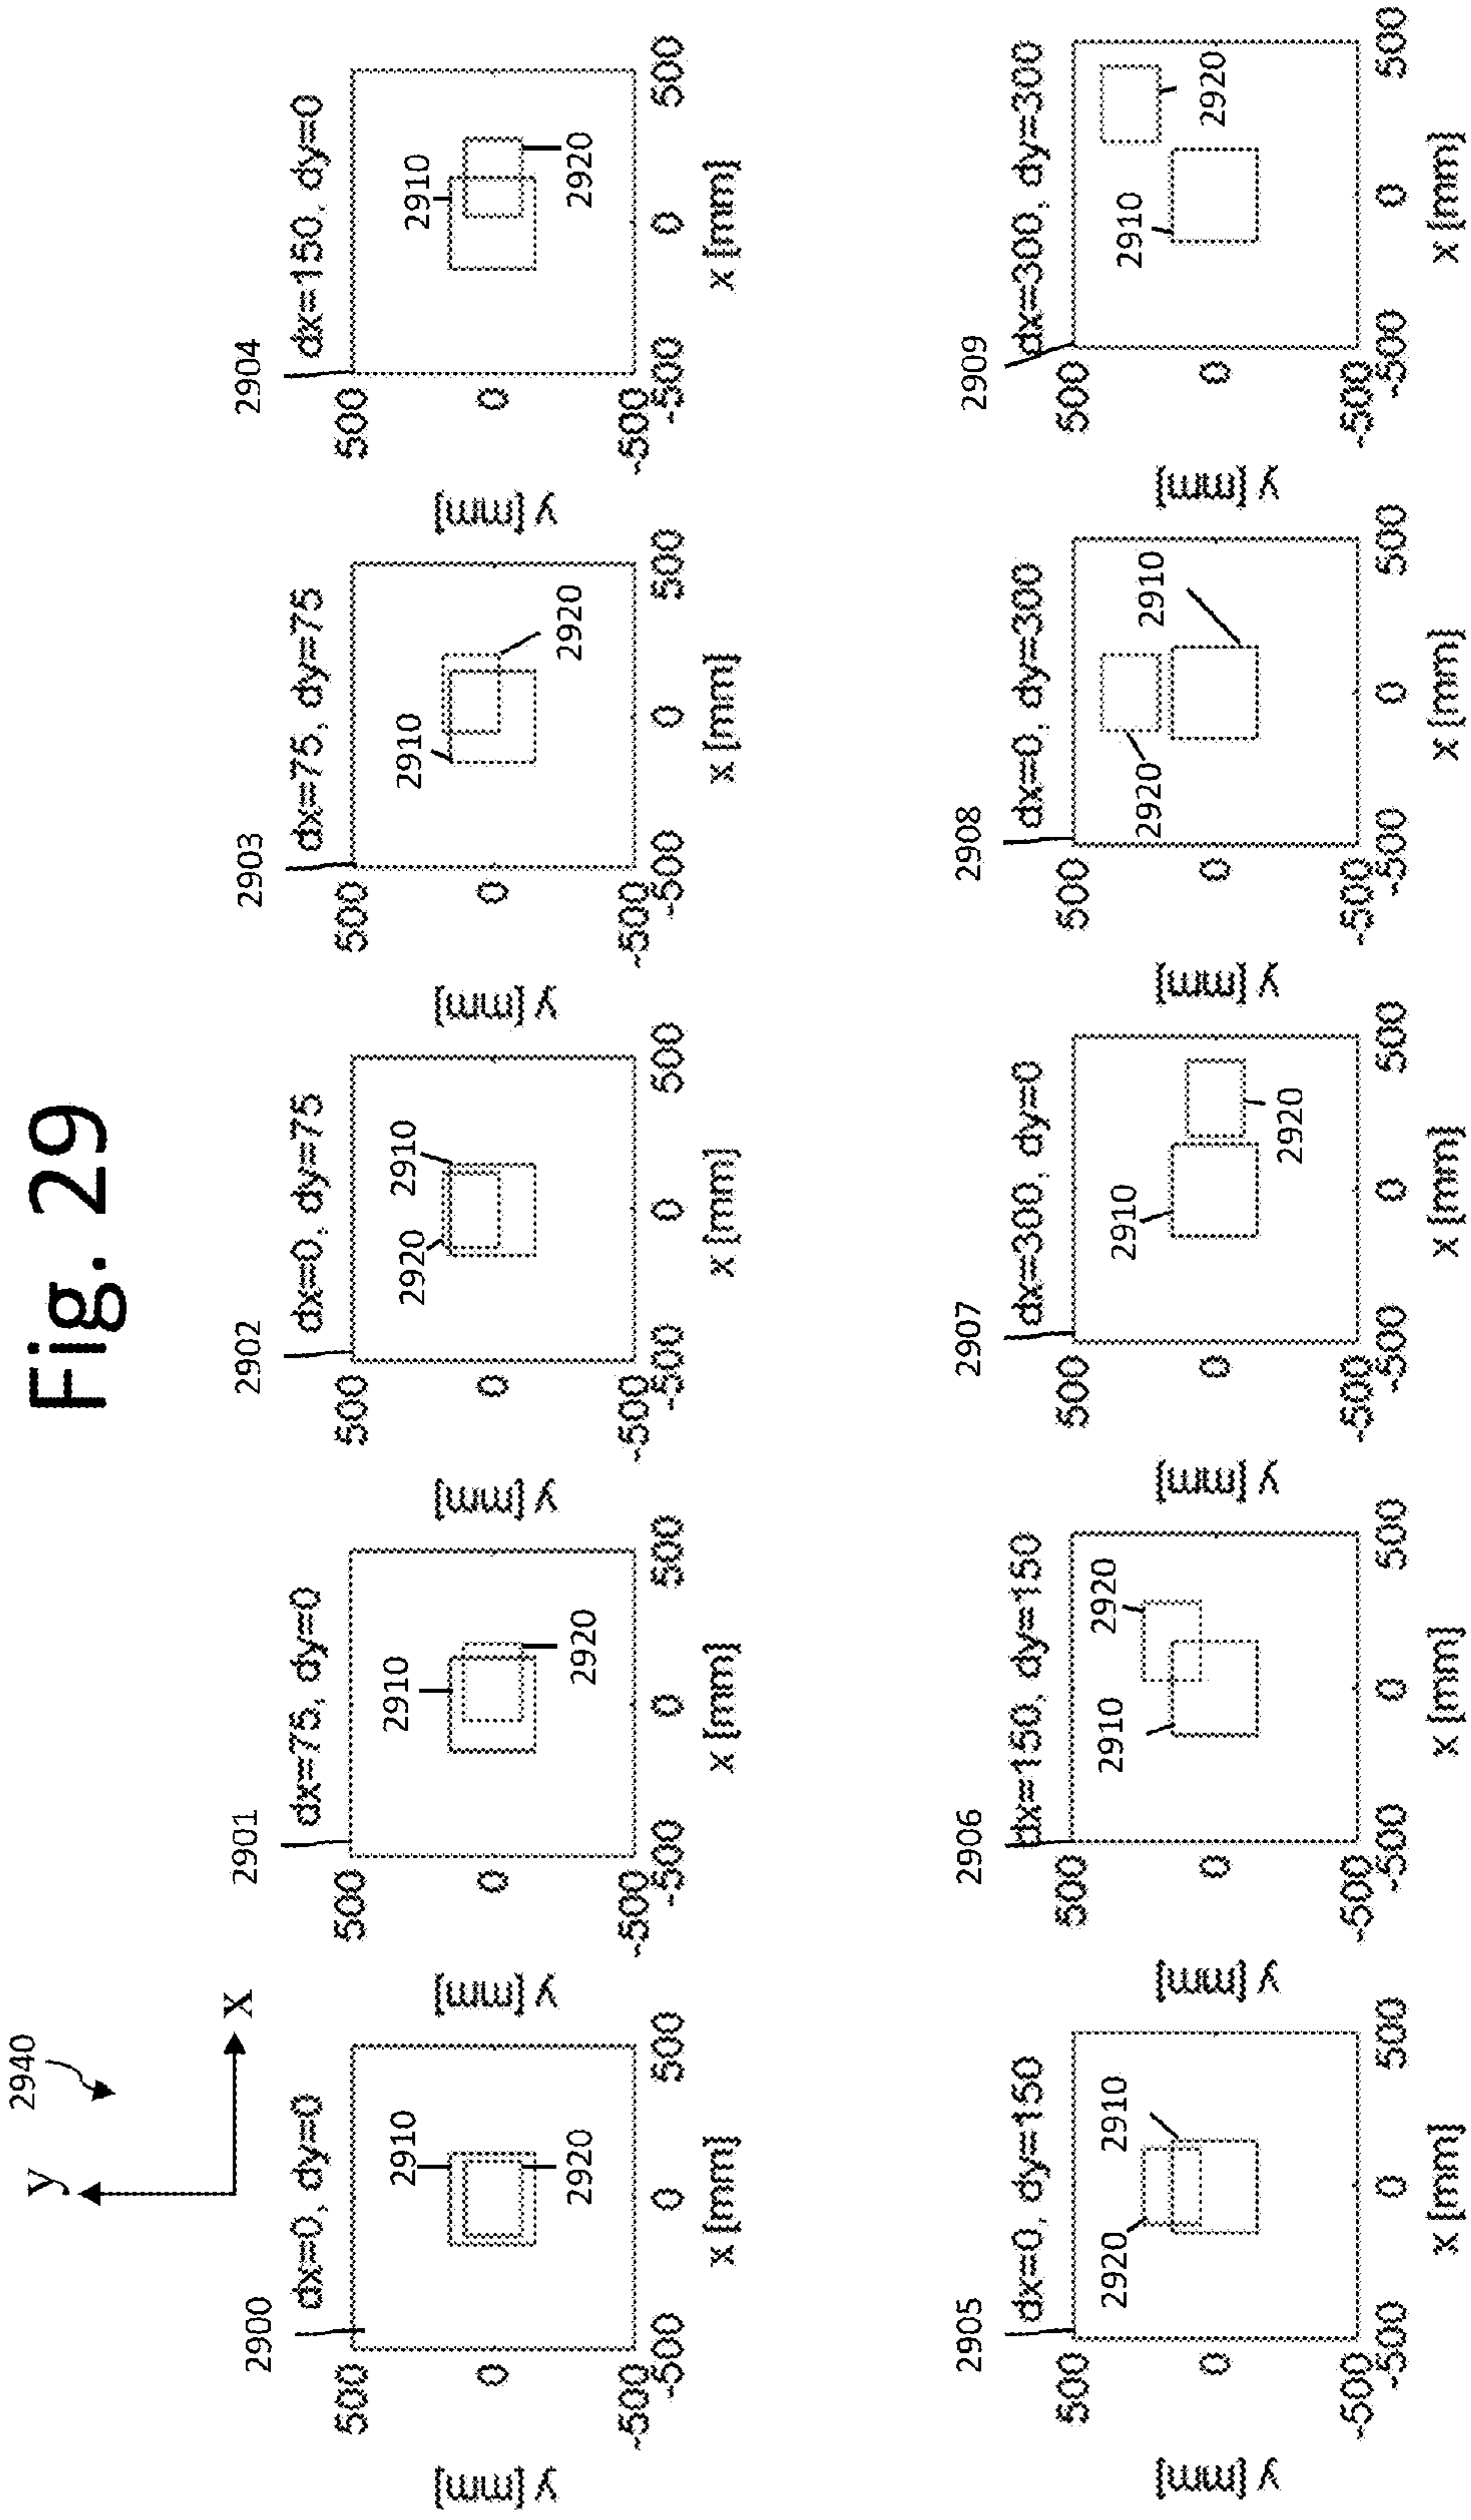 Fig. 29
2940
y
x
2900
dx=0, dy=0
500
0
-500
y [mm]
2910
2920
-500
0
500
x [mm]
2901
dx=75, dy=0
500
0
-500
y [mm]
2910
2920
-500
0
500
x [mm]
2902
dx=0, dy=75
500
0
-500
y [mm]
2920
2910
-500
0
500
x [mm]
2903
dx=75, dy=75
500
0
-500
y [mm]
2910
2920
-500
0
500
x [mm]
2904
dx=150, dy=0
500
0
-500
y [mm]
2910
2920
-500
0
500
x [mm]
2905
dx=0, dy=150
500
0
-500
y [mm]
2920
2910
-500
0
500
x [mm]
2906
dx=150, dy=150
500
0
-500
y [mm]
2910
2920
-500
0
500
x [mm]
2907
dx=300, dy=0
500
0
-500
y [mm]
2910
2920
-500
0
500
x [mm]
2908
dx=0, dy=300
500
0
-500
y [mm]
2920
2910
-500
0
500
x [mm]
2909
dx=300, dy=300
500
0
-500
y [mm]
2910
2920
-500
0
500
x [mm]